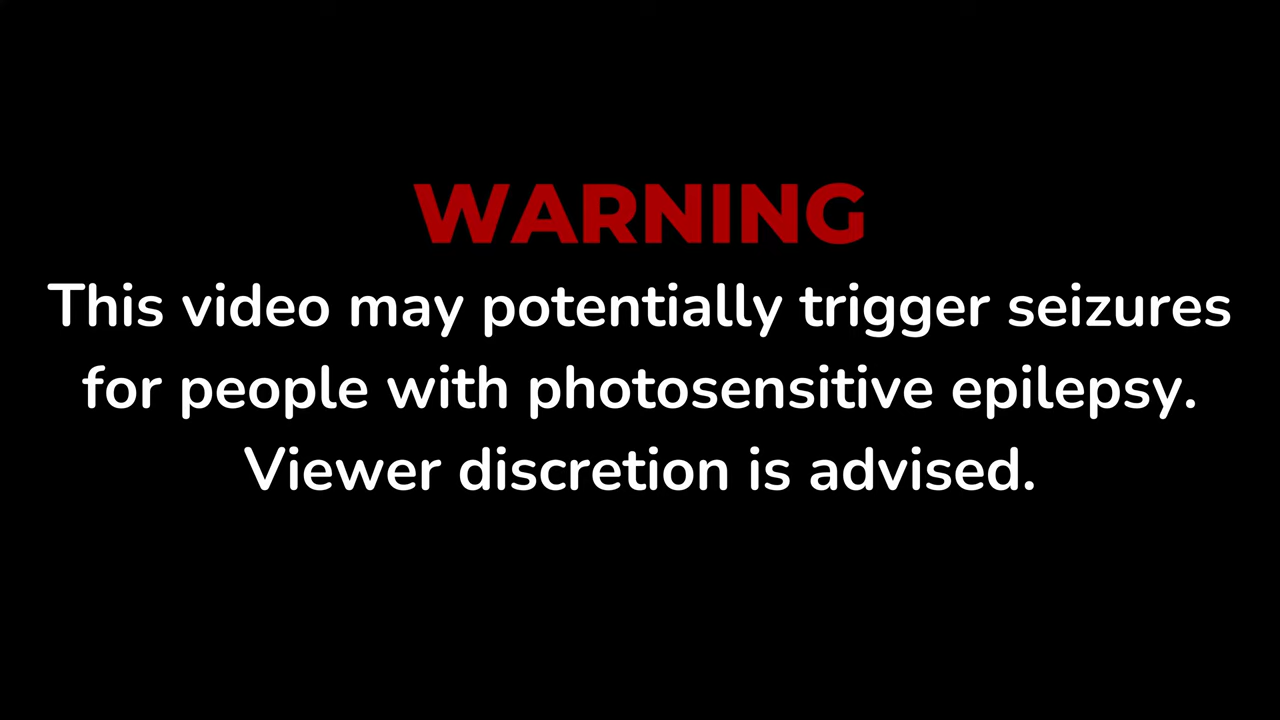 WARNING
This video may potentially trigger seizures
for people with photosensitive epilepsy.
Viewer discretion is advised.